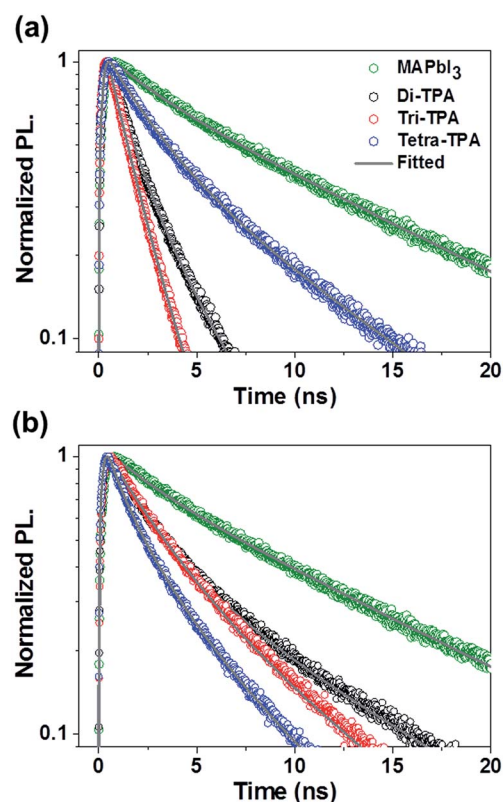 (a)
1
MAPbI3
Di-TPA
Tri-TPA
Tetra-TPA
Fitted
Normalized PL.
0.1
0 5 10 15 20
Time (ns)
(b)
1
Normalized PL.
0.1
0 5 10 15 20
Time (ns)